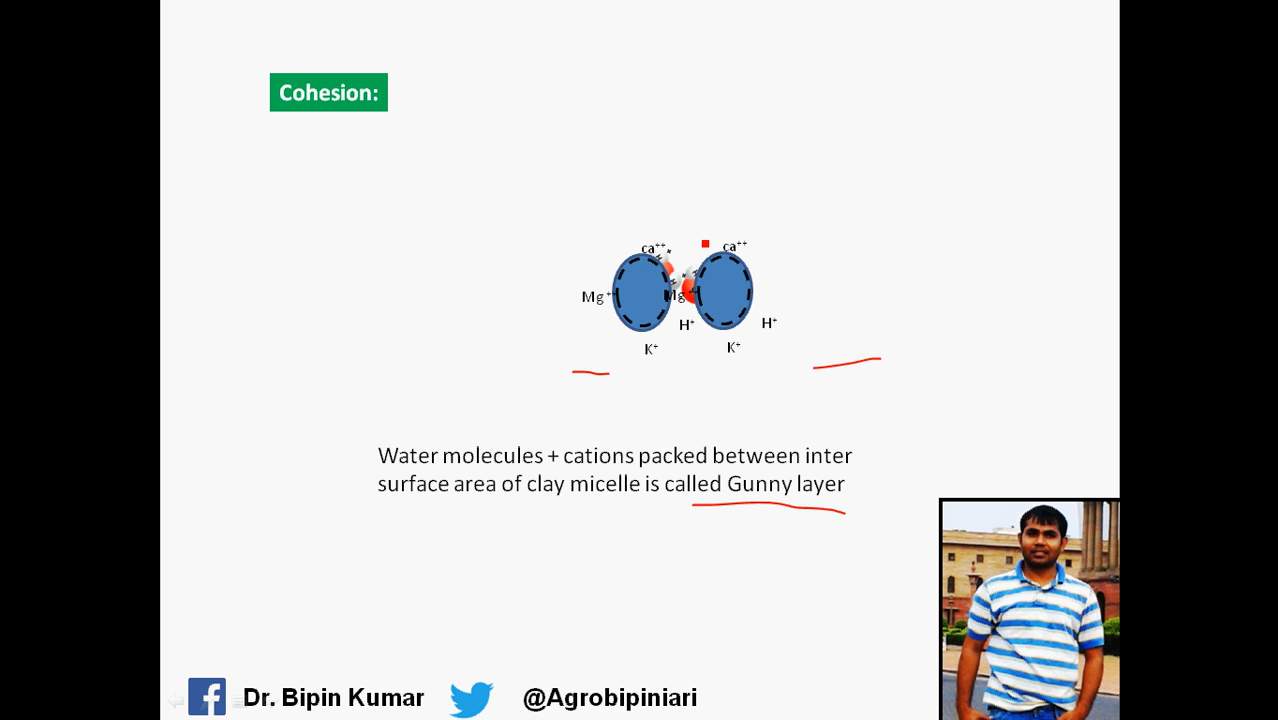 Cohesion:
ca⁺⁺ ca⁺⁺
Mg⁺ Mg⁺
H⁺ H⁺
K⁺ K⁺
Water molecules + cations packed between inter
surface area of clay micelle is called Gunny layer
Dr. Bipin Kumar @Agrobipiniari